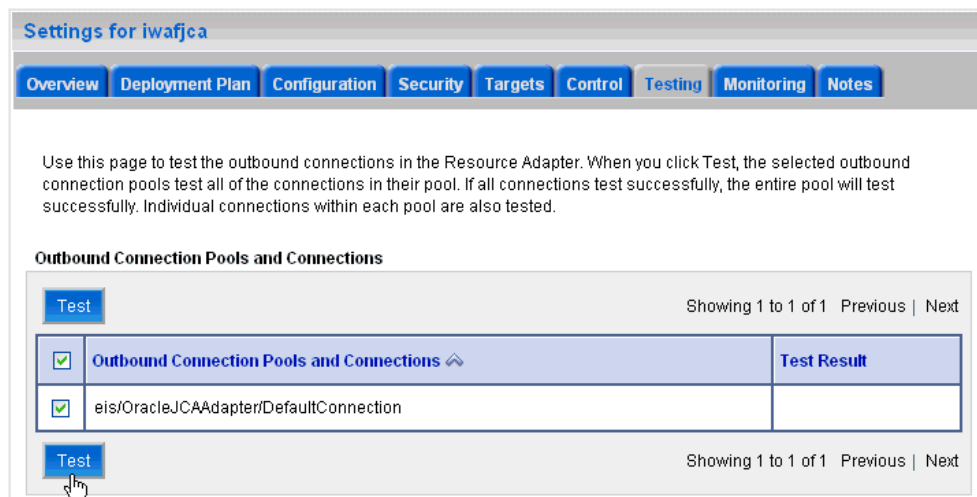 Settings for iwafjca
Overview Deployment Plan Configuration Security Targets Control Testing Monitoring Notes
Use this page to test the outbound connections in the Resource Adapter. When you click Test, the selected outbound
connection pools test all of the connections in their pool. If all connections test successfully, the entire pool will test
successfully. Individual connections within each pool are also tested.
Outbound Connection Pools and Connections
Test Showing 1 to 1 of 1 Previous | Next
Outbound Connection Pools and Connections Test Result
eis/OracleJCAAdapter/DefaultConnection
Test Showing 1 to 1 of 1 Previous | Next